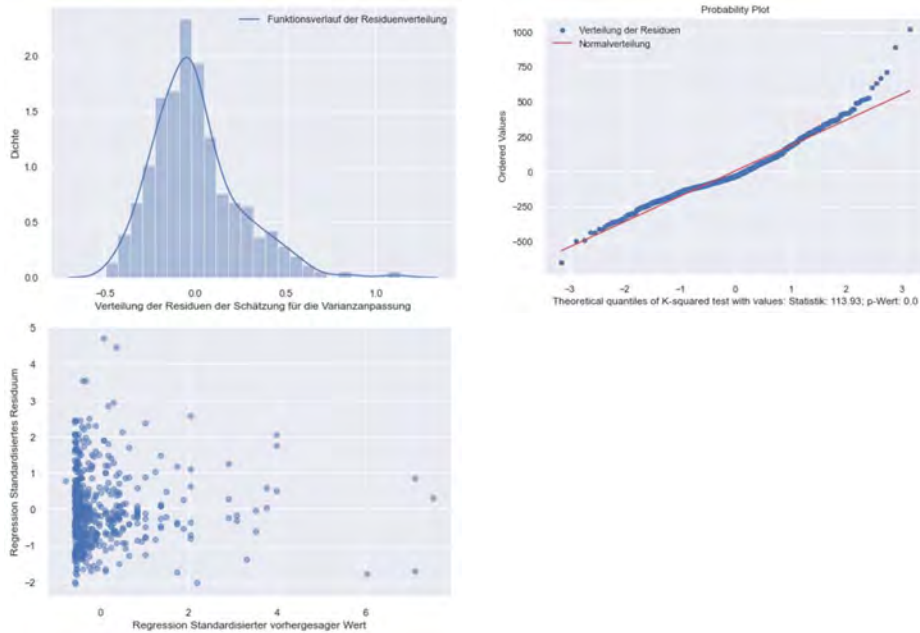 Funktionsverlauf der Residuenverteilung
2.0
1.5
1.0
0.5
0.0
Dichte
−0.5 0.0 0.5 1.0
Verteilung der Residuen der Schätzung für die Varianzanpassung
Probability Plot
Verteilung der Residuen
Normalverteilung
1000
750
500
250
0
−250
−500
Ordered Values
−3 −2 −1 0 1 2 3
Theoretical quantiles of K-squared test with values: Statistik: 113.93; p-Wert: 0.0
5
4
3
2
1
0
−1
−2
Regression Standardisiertes Residuum
0 2 4 6
Regression Standardisierter vorhergesager Wert